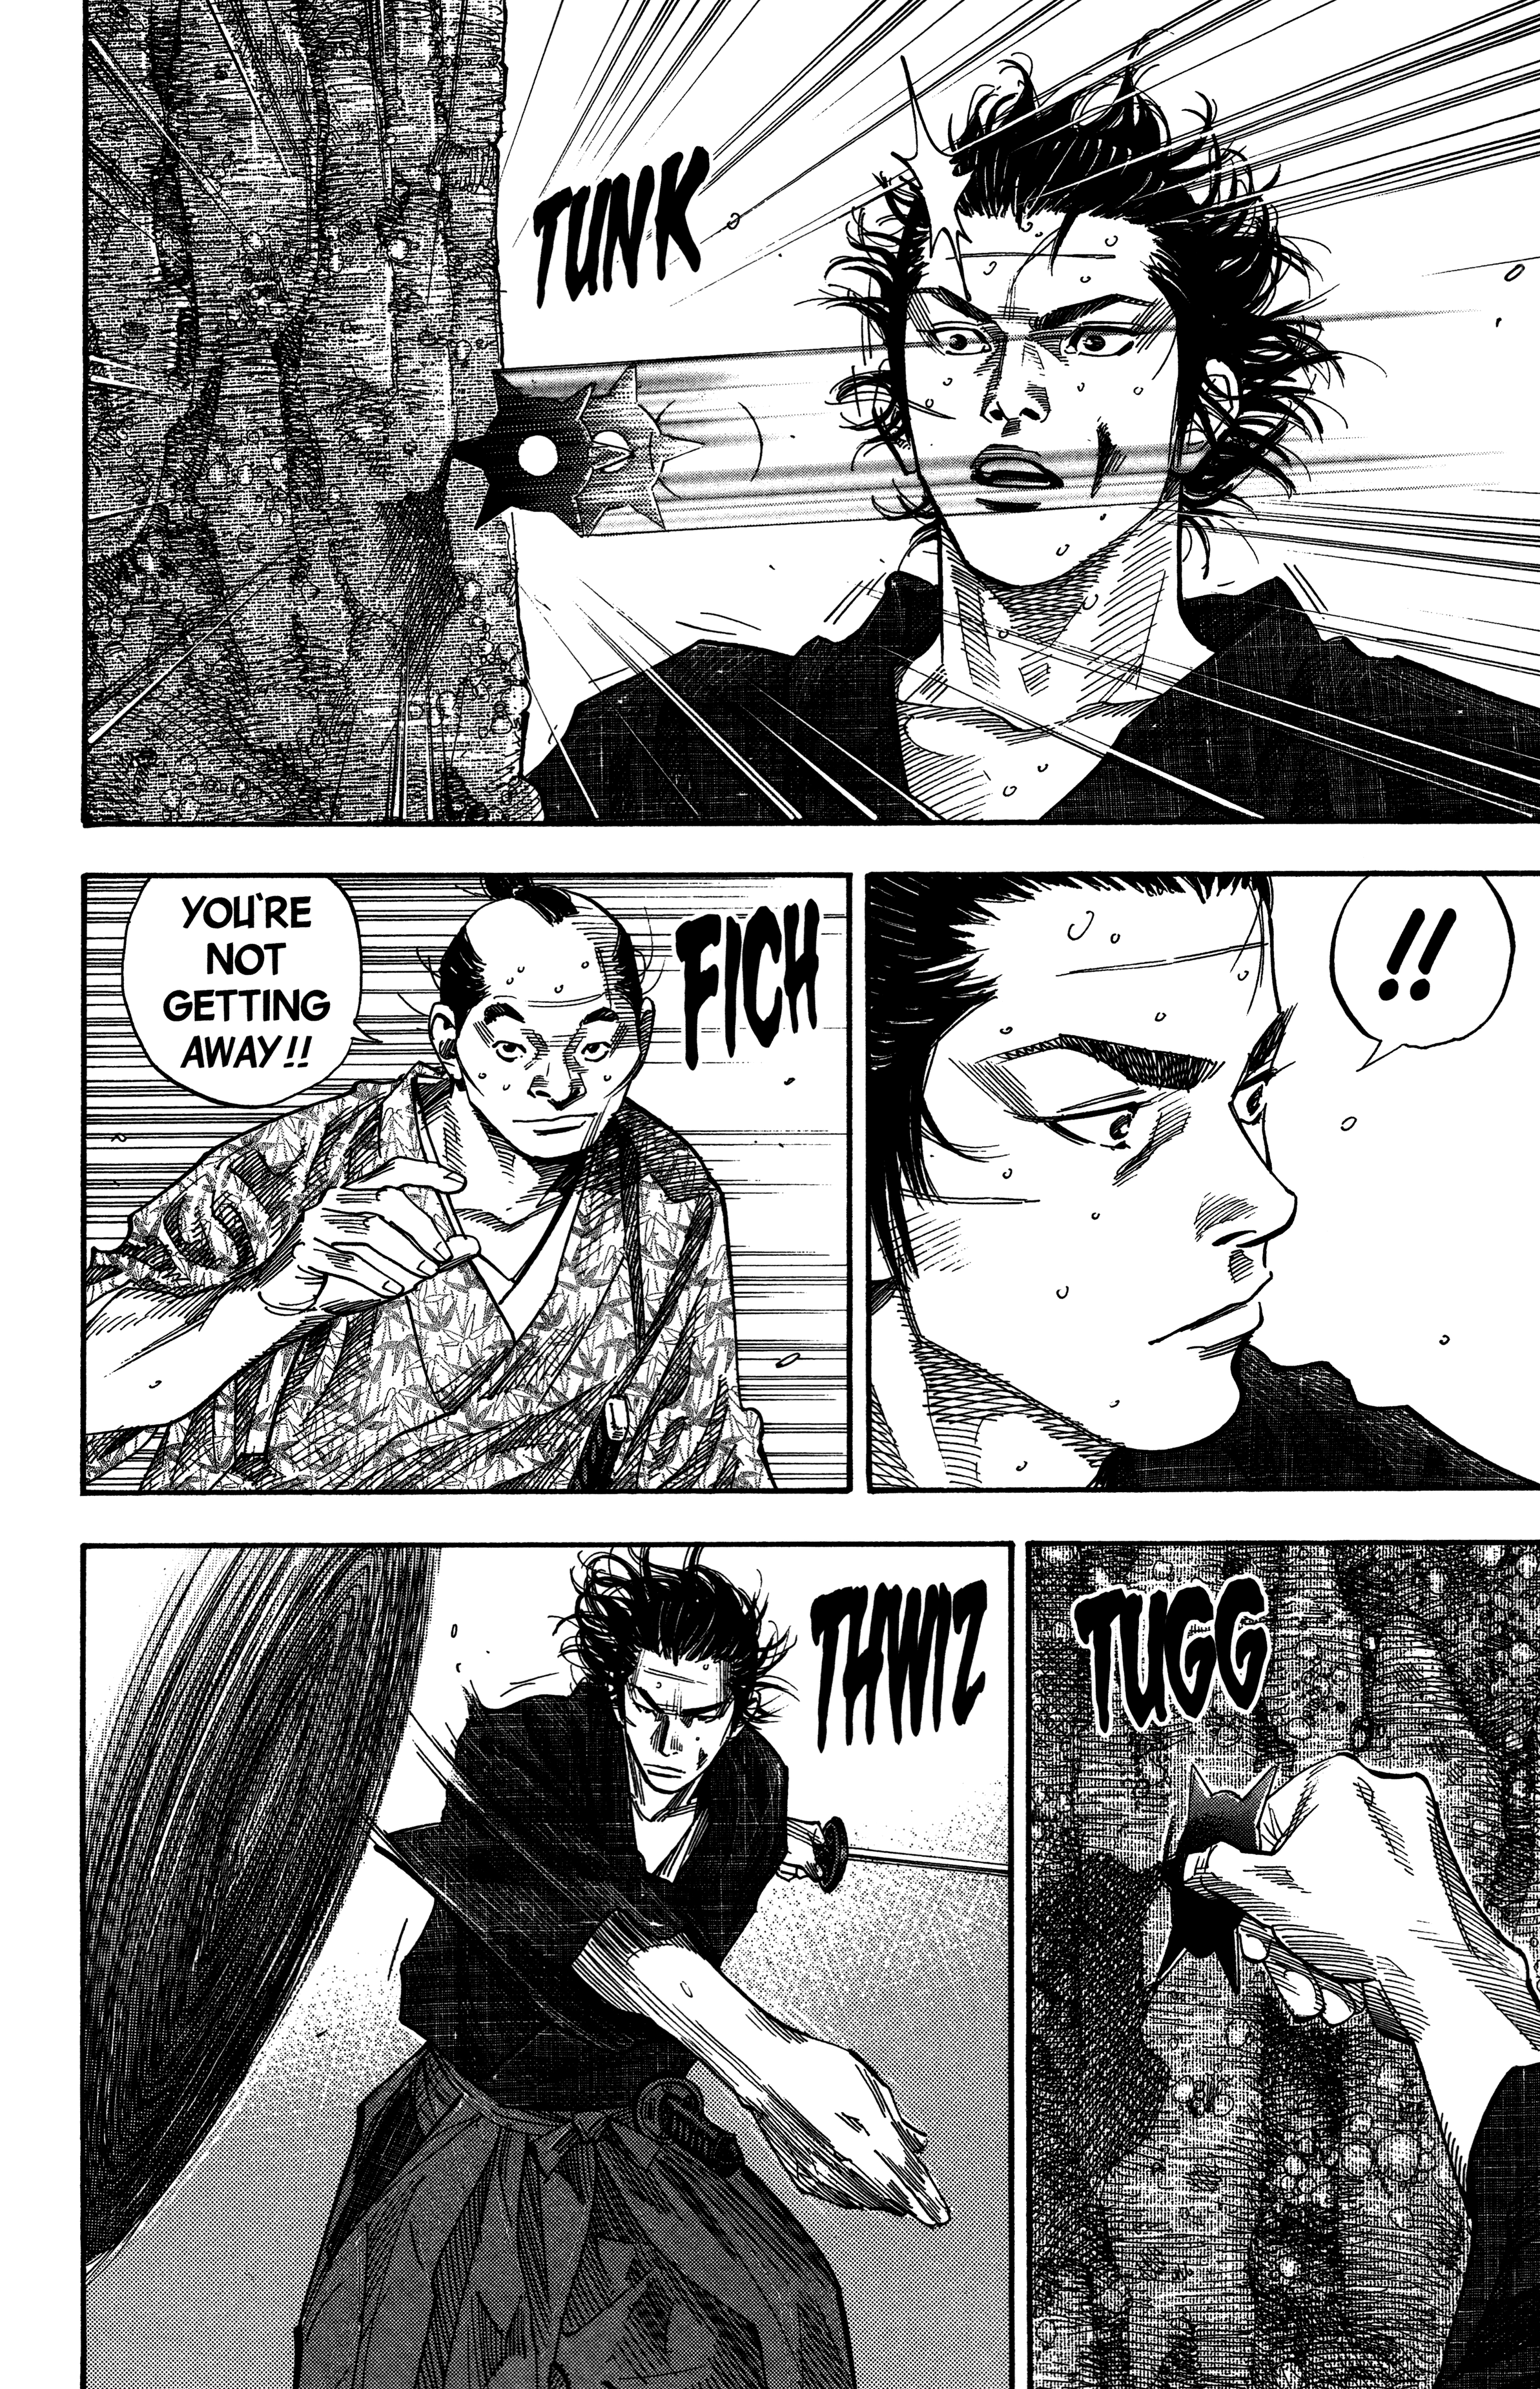 TUNK
!!
FICH
YOU'RE
NOT
GETTING
AWAY!!
TUGG
THWIZ